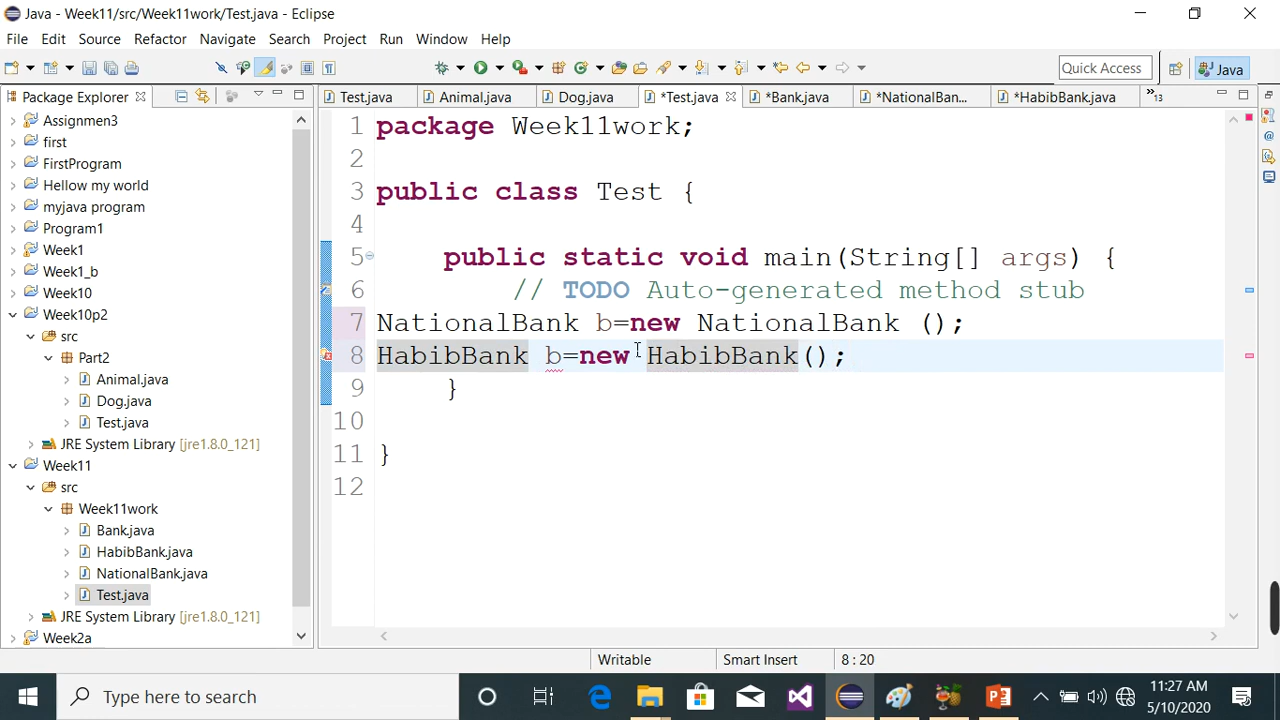 Java - Week11/src/Week11work/Test.java - Eclipse
File Edit Source Refactor Navigate Search Project Run Window Help
Quick Access
Java
Package Explorer
Test.java
Animal.java
Dog.java
*Test.java
*Bank.java
*NationalBan...
*HabibBank.java
»13
Assignmen3
first
FirstProgram
Hellow my world
myjava program
Program1
Week1
Week1_b
Week10
Week10p2
src
Part2
Animal.java
Dog.java
Test.java
JRE System Library [jre1.8.0_121]
Week11
src
Week11work
Bank.java
HabibBank.java
NationalBank.java
Test.java
JRE System Library [jre1.8.0_121]
Week2a
1 package Week11work;
2
3 public class Test {
4
5 public static void main(String[] args) {
6 // TODO Auto-generated method stub
7 NationalBank b=new NationalBank ();
8 HabibBank b=new HabibBank();
9 }
10
11 }
12
Writable
Smart Insert
8 : 20
Type here to search
11:27 AM
5/10/2020